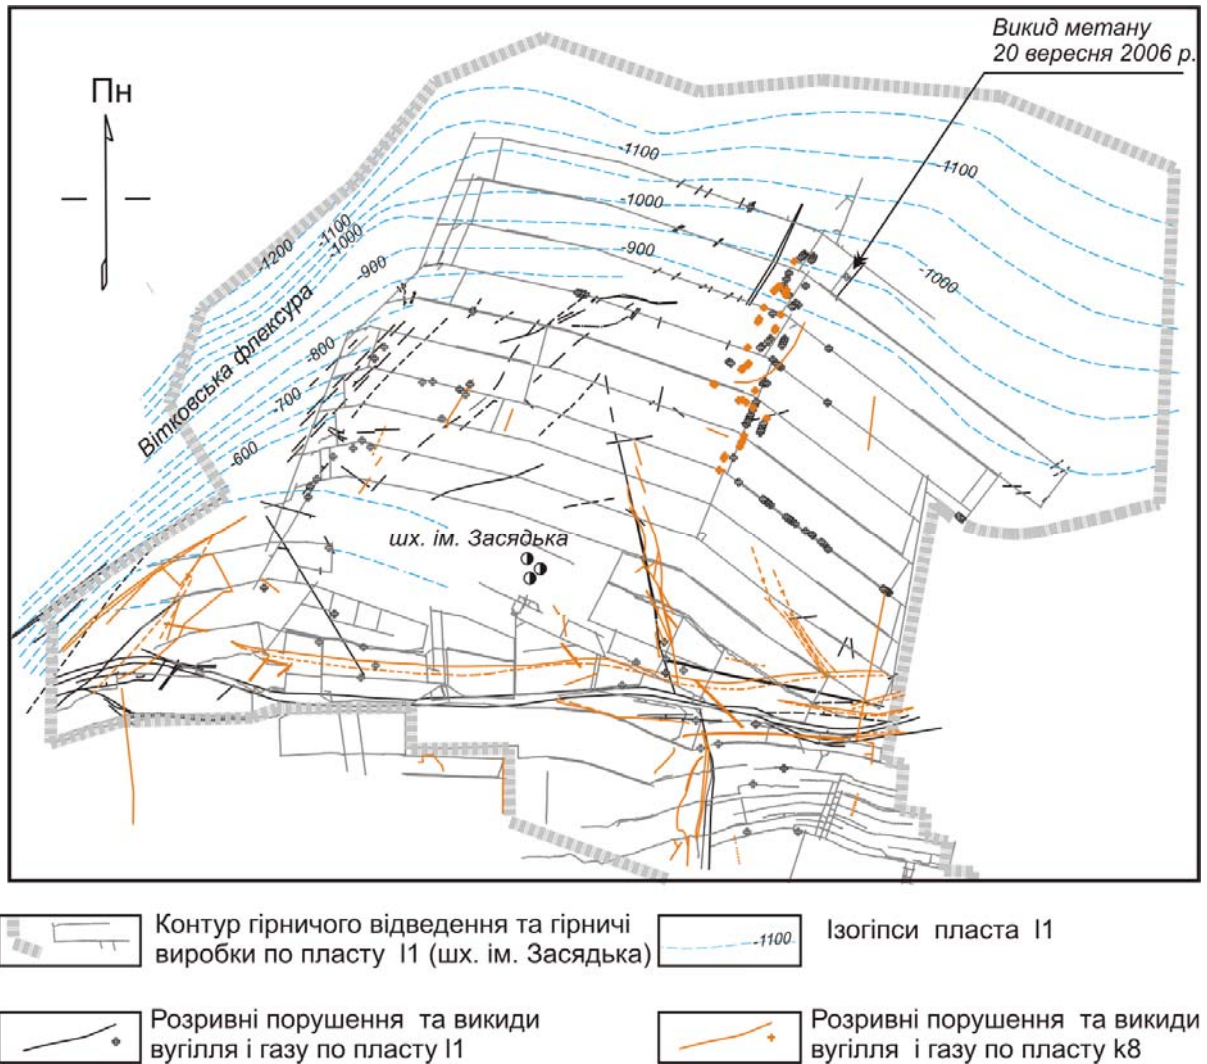 Викид метану
20 вересня 2006 р.
Пн
-1100
-1100
-1000
-900
-1000
-1200
-1100
-1000
-900
-800
-700
-600
Вітковська флексура
шх. ім. Засядька
Контур гірничого відведення та гірничі
виробки по пласту l1 (шх. ім. Засядька)
-1100
Ізогіпси пласта l1
Розривні порушення та викиди
вугілля і газу по пласту l1
Розривні порушення та викиди
вугілля і газу по пласту k8